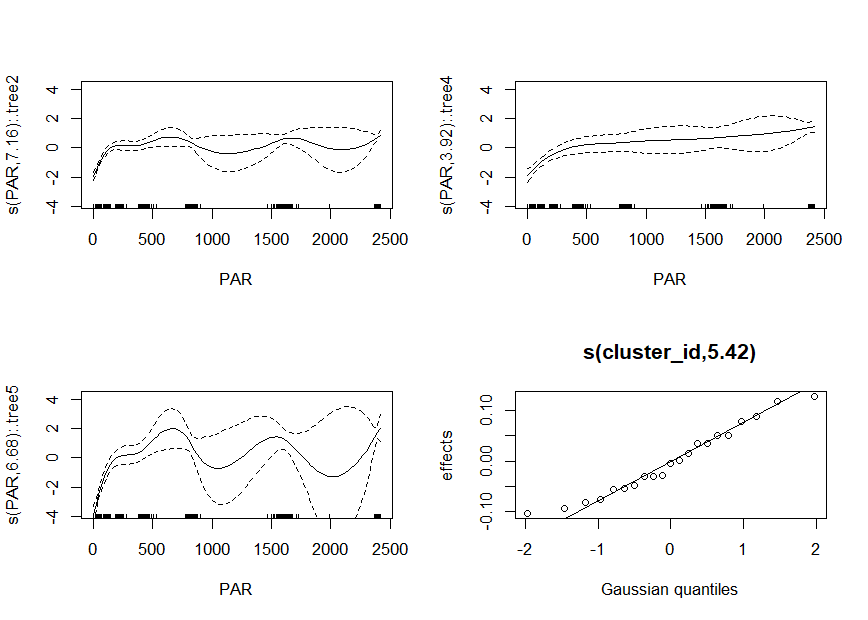 s(PAR,7.16)::.tree2
4
2
0
-2
-4
0 500 1000 1500 2000 2500
PAR
s(PAR,3.92)::.tree4
4
2
0
-2
-4
0 500 1000 1500 2000 2500
PAR
s(PAR,6.68)::.tree5
4
2
0
-2
-4
0 500 1000 1500 2000 2500
PAR
s(cluster_id,5.42)
effects
0.10
0.00
-0.10
-2 -1 0 1 2
Gaussian quantiles